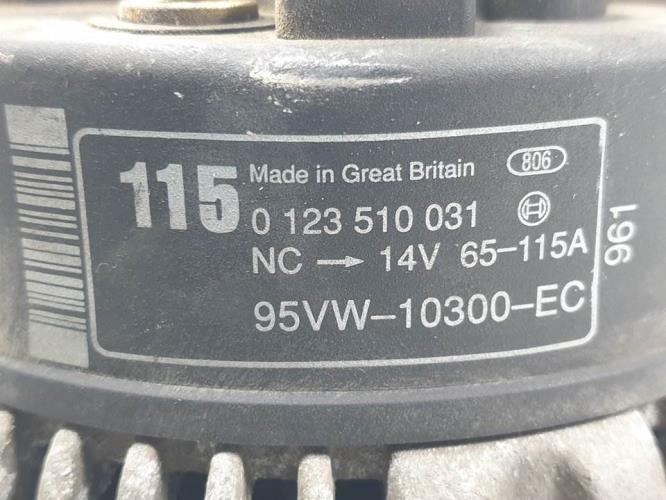 115 Made in Great Britain 806
0 123 510 031
NC → 14V 65-115A
95VW-10300-EC
961